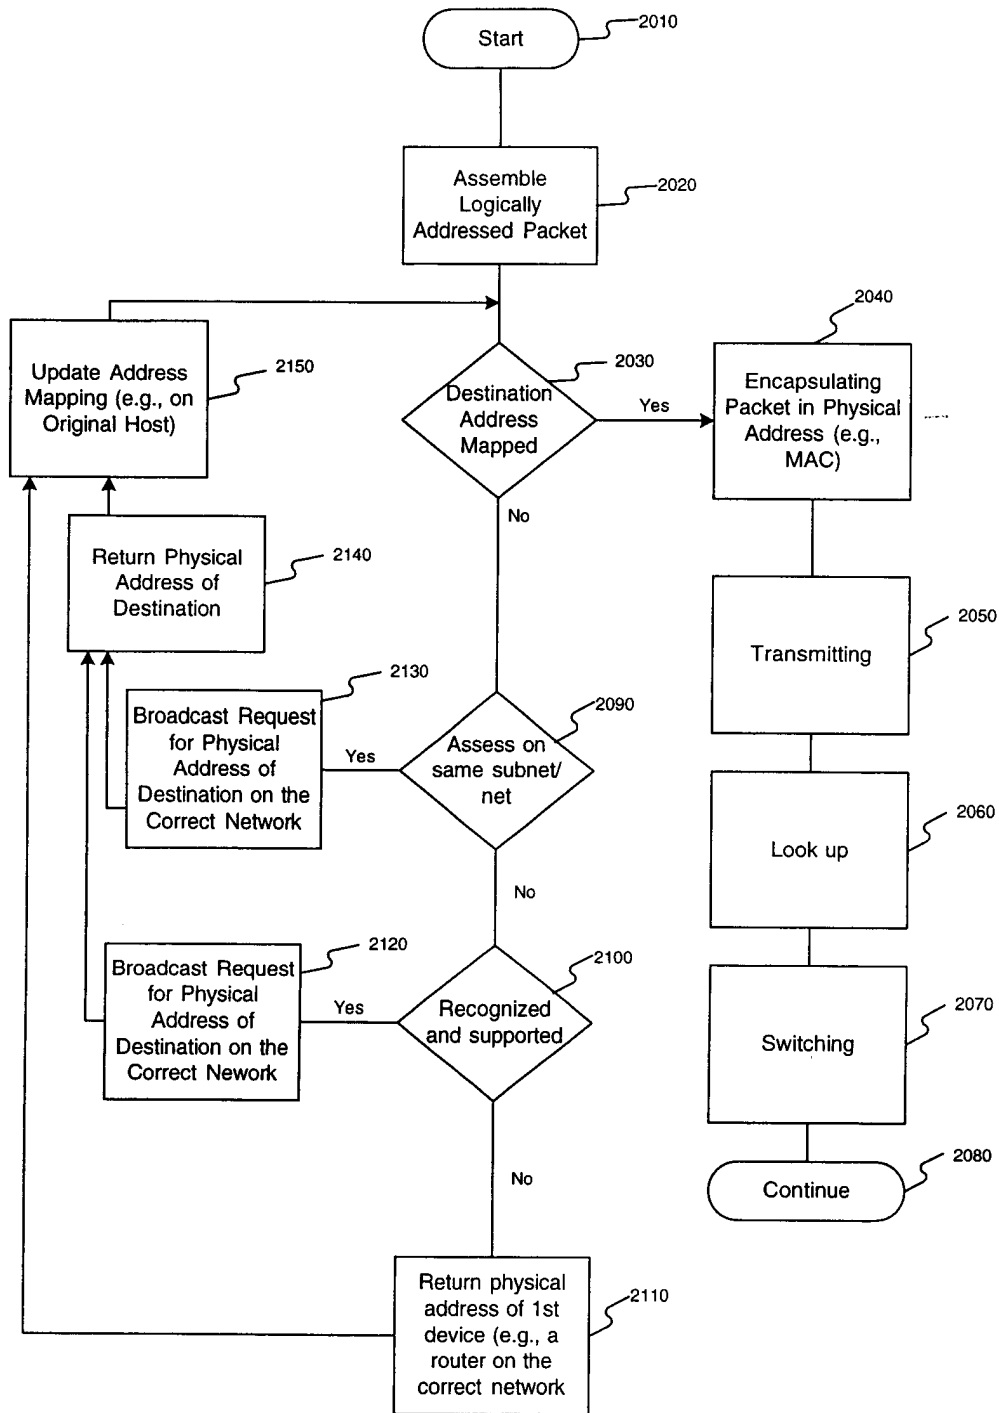 Start
2010
Assemble
Logically
Addressed Packet
2020
2040
Update Address
Mapping (e.g., on
Original Host)
2150
2030
Destination
Address
Mapped
Yes
Encapsulating
Packet in Physical
Address (e.g.,
MAC)
No
Return Physical
Address of
Destination
2140
2050
Transmitting
2130
Broadcast Request
for Physical
Address of
Destination on the
Correct Network
Yes
2090
Assess on
same subnet/
net
2060
Look up
No
2120
Broadcast Request
for Physical
Address of
Destination on the
Correct Nework
Yes
2100
Recognized
and supported
2070
Switching
No
2080
Continue
Return physical
address of 1st
device (e.g., a
router on the
correct network
2110